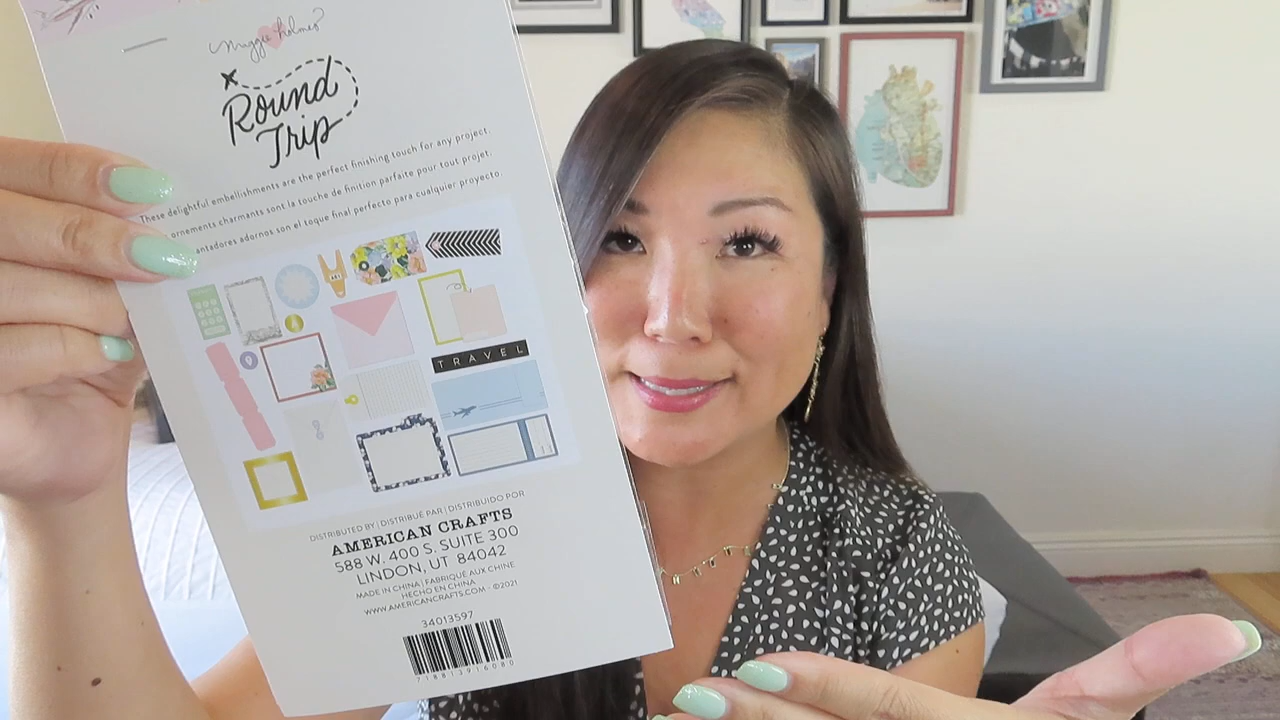 maggie holmes
Round
Trip
These delightful embellishments are the perfect finishing touch for any project.
ornements charmants sont la touche de finition parfaite pour tout projet.
antadores adornos son el toque final perfecto para cualquier proyecto.
TRAVEL
DISTRIBUTED BY | DISTRIBUÉ PAR | DISTRIBUIDO POR
AMERICAN CRAFTS
588 W. 400 S. SUITE 300
LINDON, UT 84042
MADE IN CHINA | FABRIQUÉ AUX CHINE
HECHO EN CHINA
WWW.AMERICANCRAFTS.COM · ©2021
34013597
718813916080